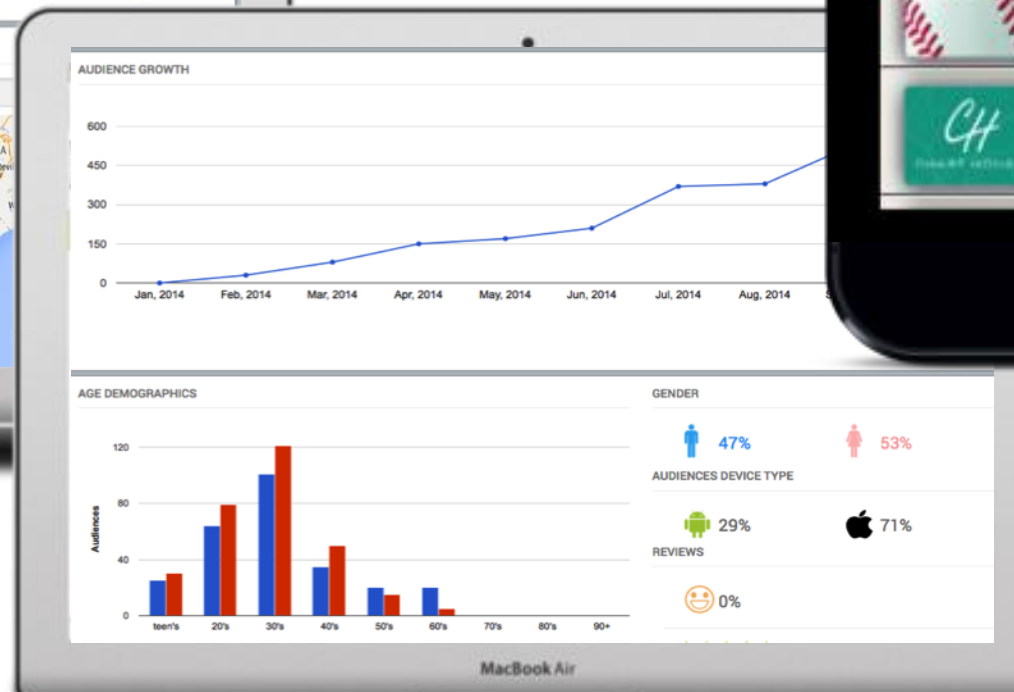 AUDIENCE GROWTH
600
450
300
150
0
Jan, 2014 Feb, 2014 Mar, 2014 Apr, 2014 May, 2014 Jun, 2014 Jul, 2014 Aug, 2014
CH
AGE DEMOGRAPHICS
120
80
40
0
Audiences
teen's 20's 30's 40's 50's 60's 70's 80's 90+
GENDER
47% 53%
AUDIENCES DEVICE TYPE
29% 71%
REVIEWS
0%
MacBook Air